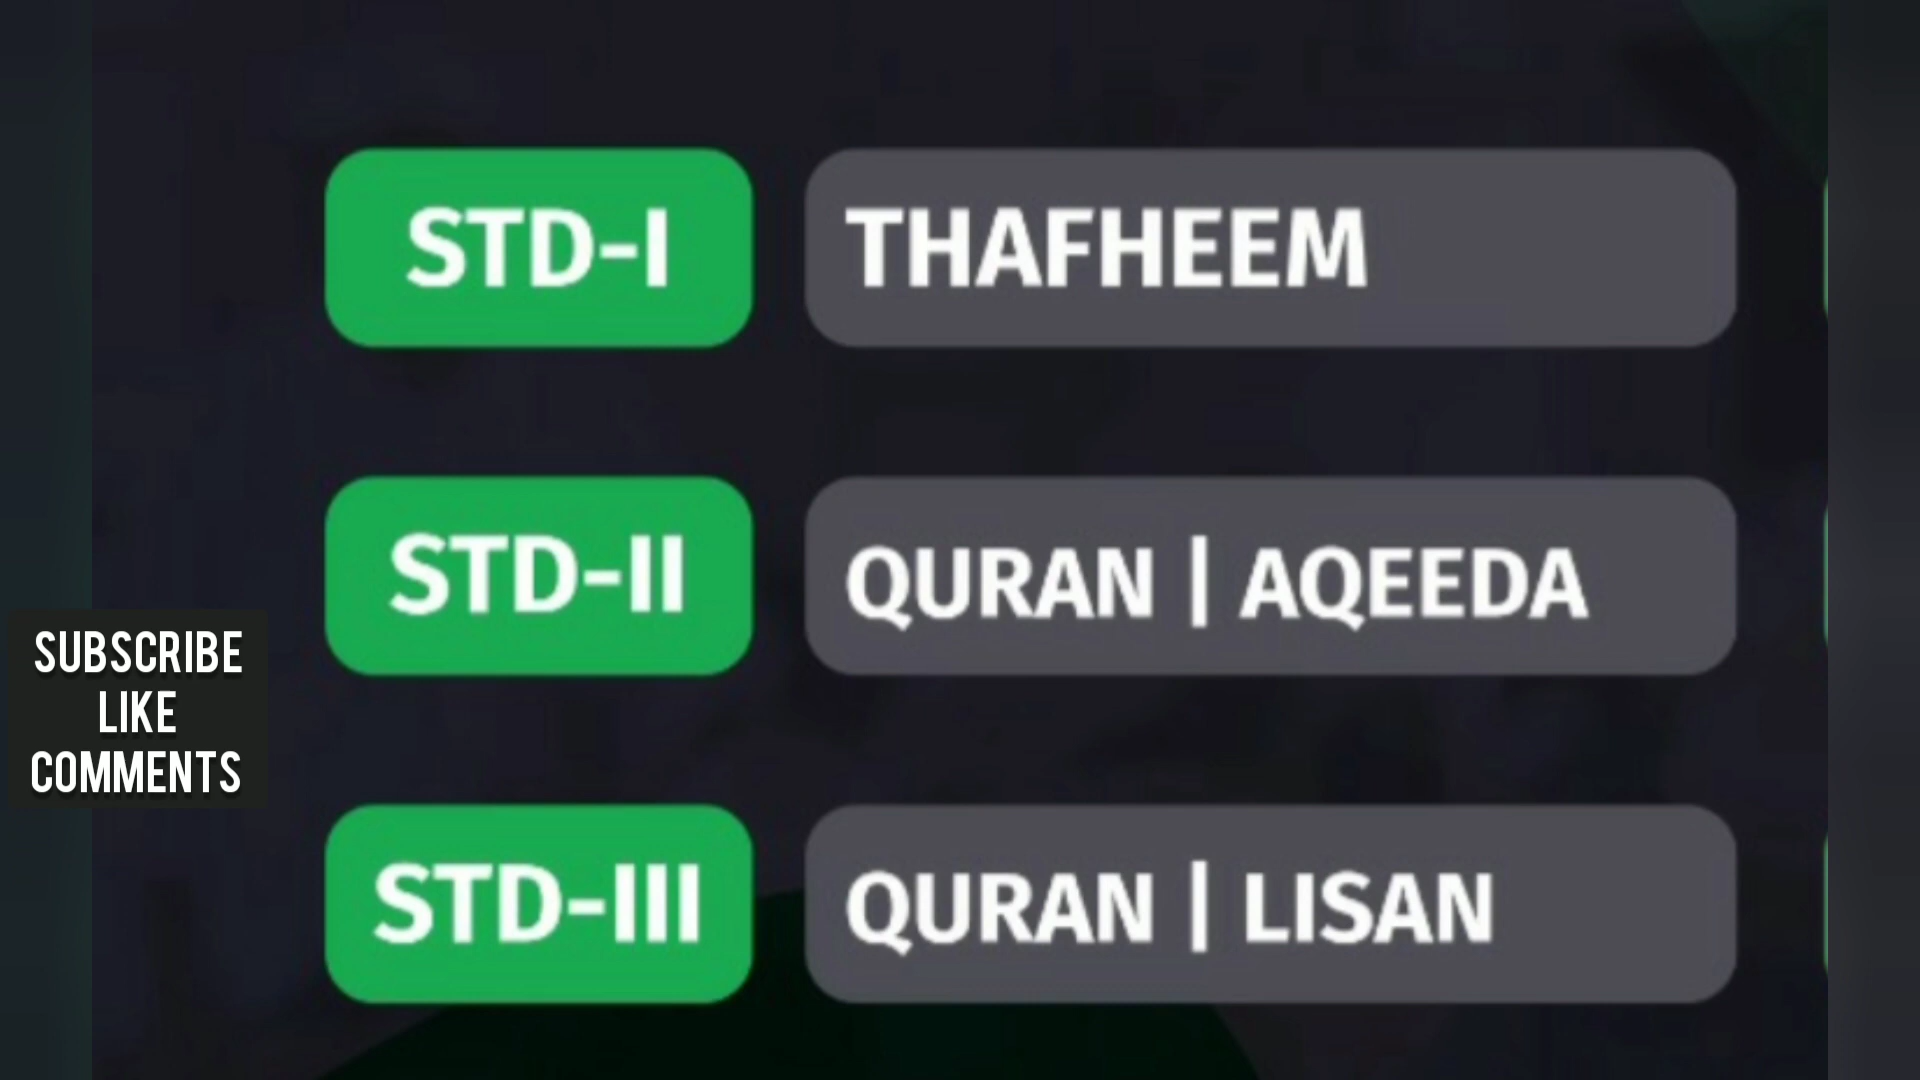 STD-I THAFHEEM
STD-II QURAN | AQEEDA
SUBSCRIBE
LIKE
COMMENTS
STD-III QURAN | LISAN